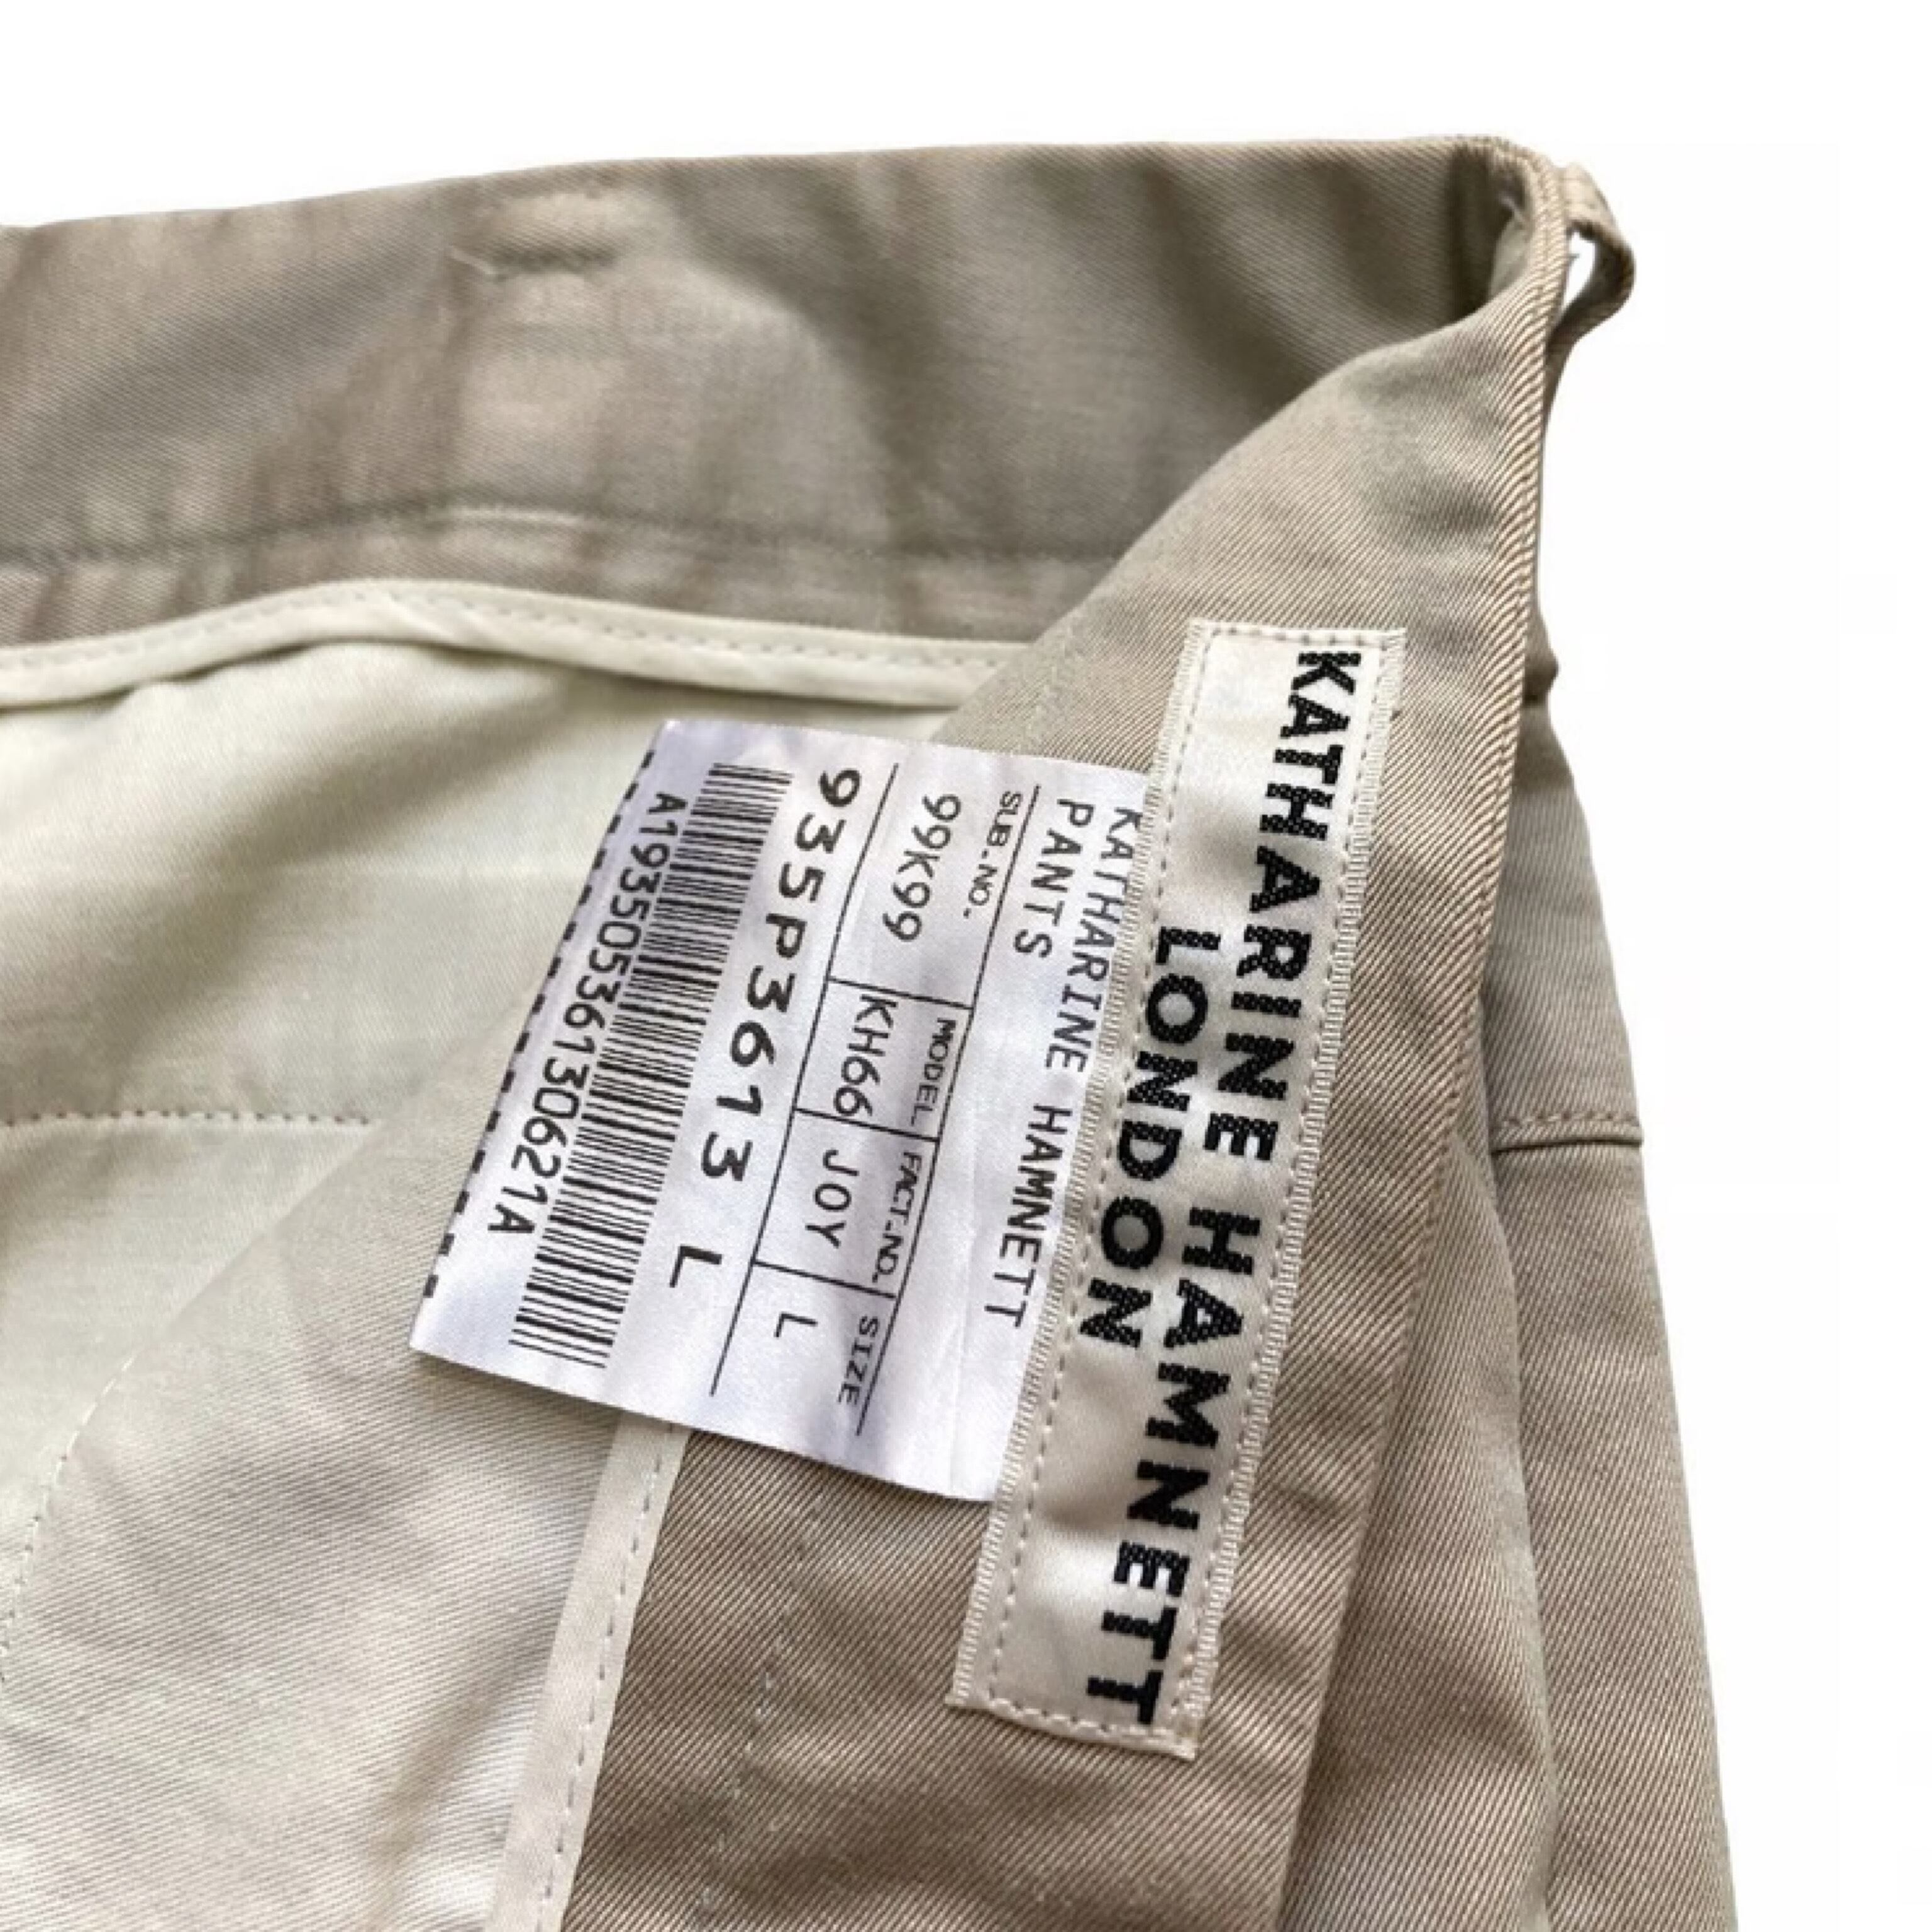 KATHARINE HAMNETT
LONDON
KATHARINE HAMNETT
PANTS
SUB.NO. MODEL FACT.NO. SIZE
99K99 KH66 JOY L
935P3613 L
A19350536130621A